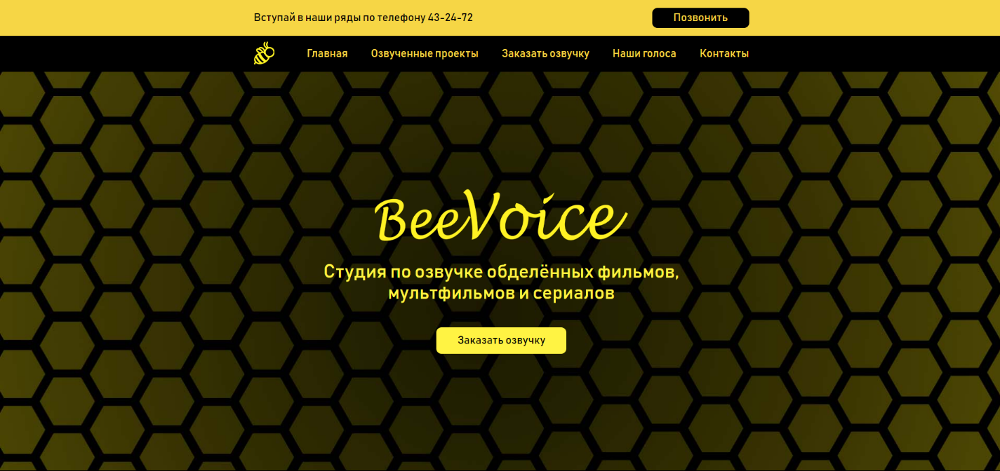 Вступай в наши ряды по телефону 43-24-72
Позвонить
Главная
Озвученные проекты
Заказать озвучку
Наши голоса
Контакты
BeeVoice
Студия по озвучке обделённых фильмов,
мультфильмов и сериалов
Заказать озвучку